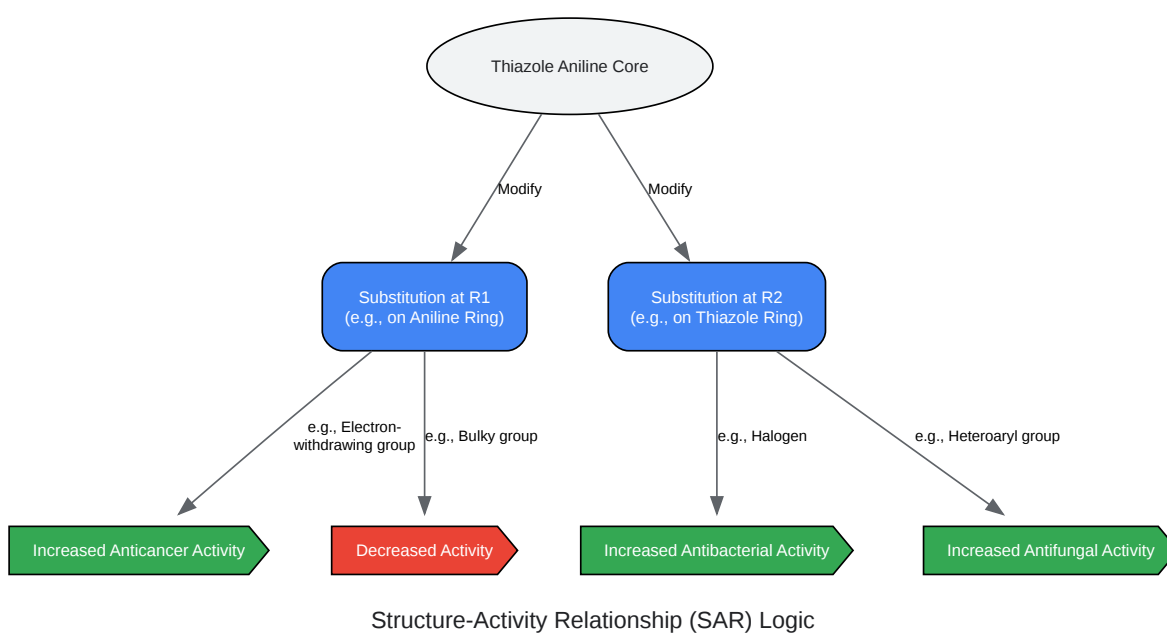 Thiazole Aniline Core
Modify
Modify
Substitution at R1
(e.g., on Aniline Ring)
Substitution at R2
(e.g., on Thiazole Ring)
e.g., Electron-
withdrawing group
e.g., Bulky group
e.g., Halogen
e.g., Heteroaryl group
Increased Anticancer Activity
Decreased Activity
Increased Antibacterial Activity
Increased Antifungal Activity
Structure-Activity Relationship (SAR) Logic